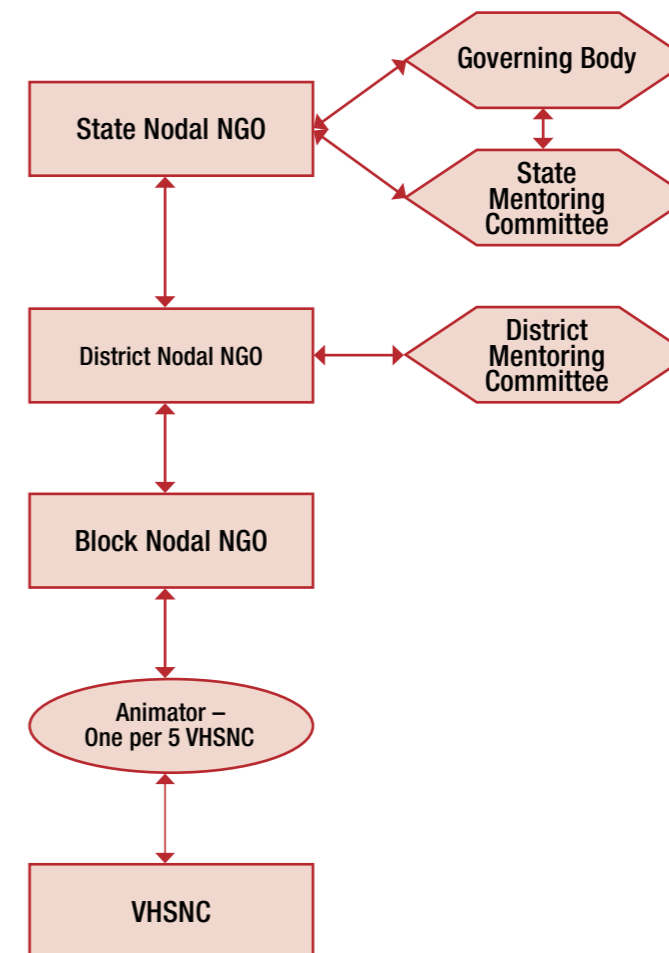 Governing Body
State Nodal NGO
State
Mentoring
Committee
District Nodal NGO
District
Mentoring
Committee
Block Nodal NGO
Animator –
One per 5 VHSNC
VHSNC